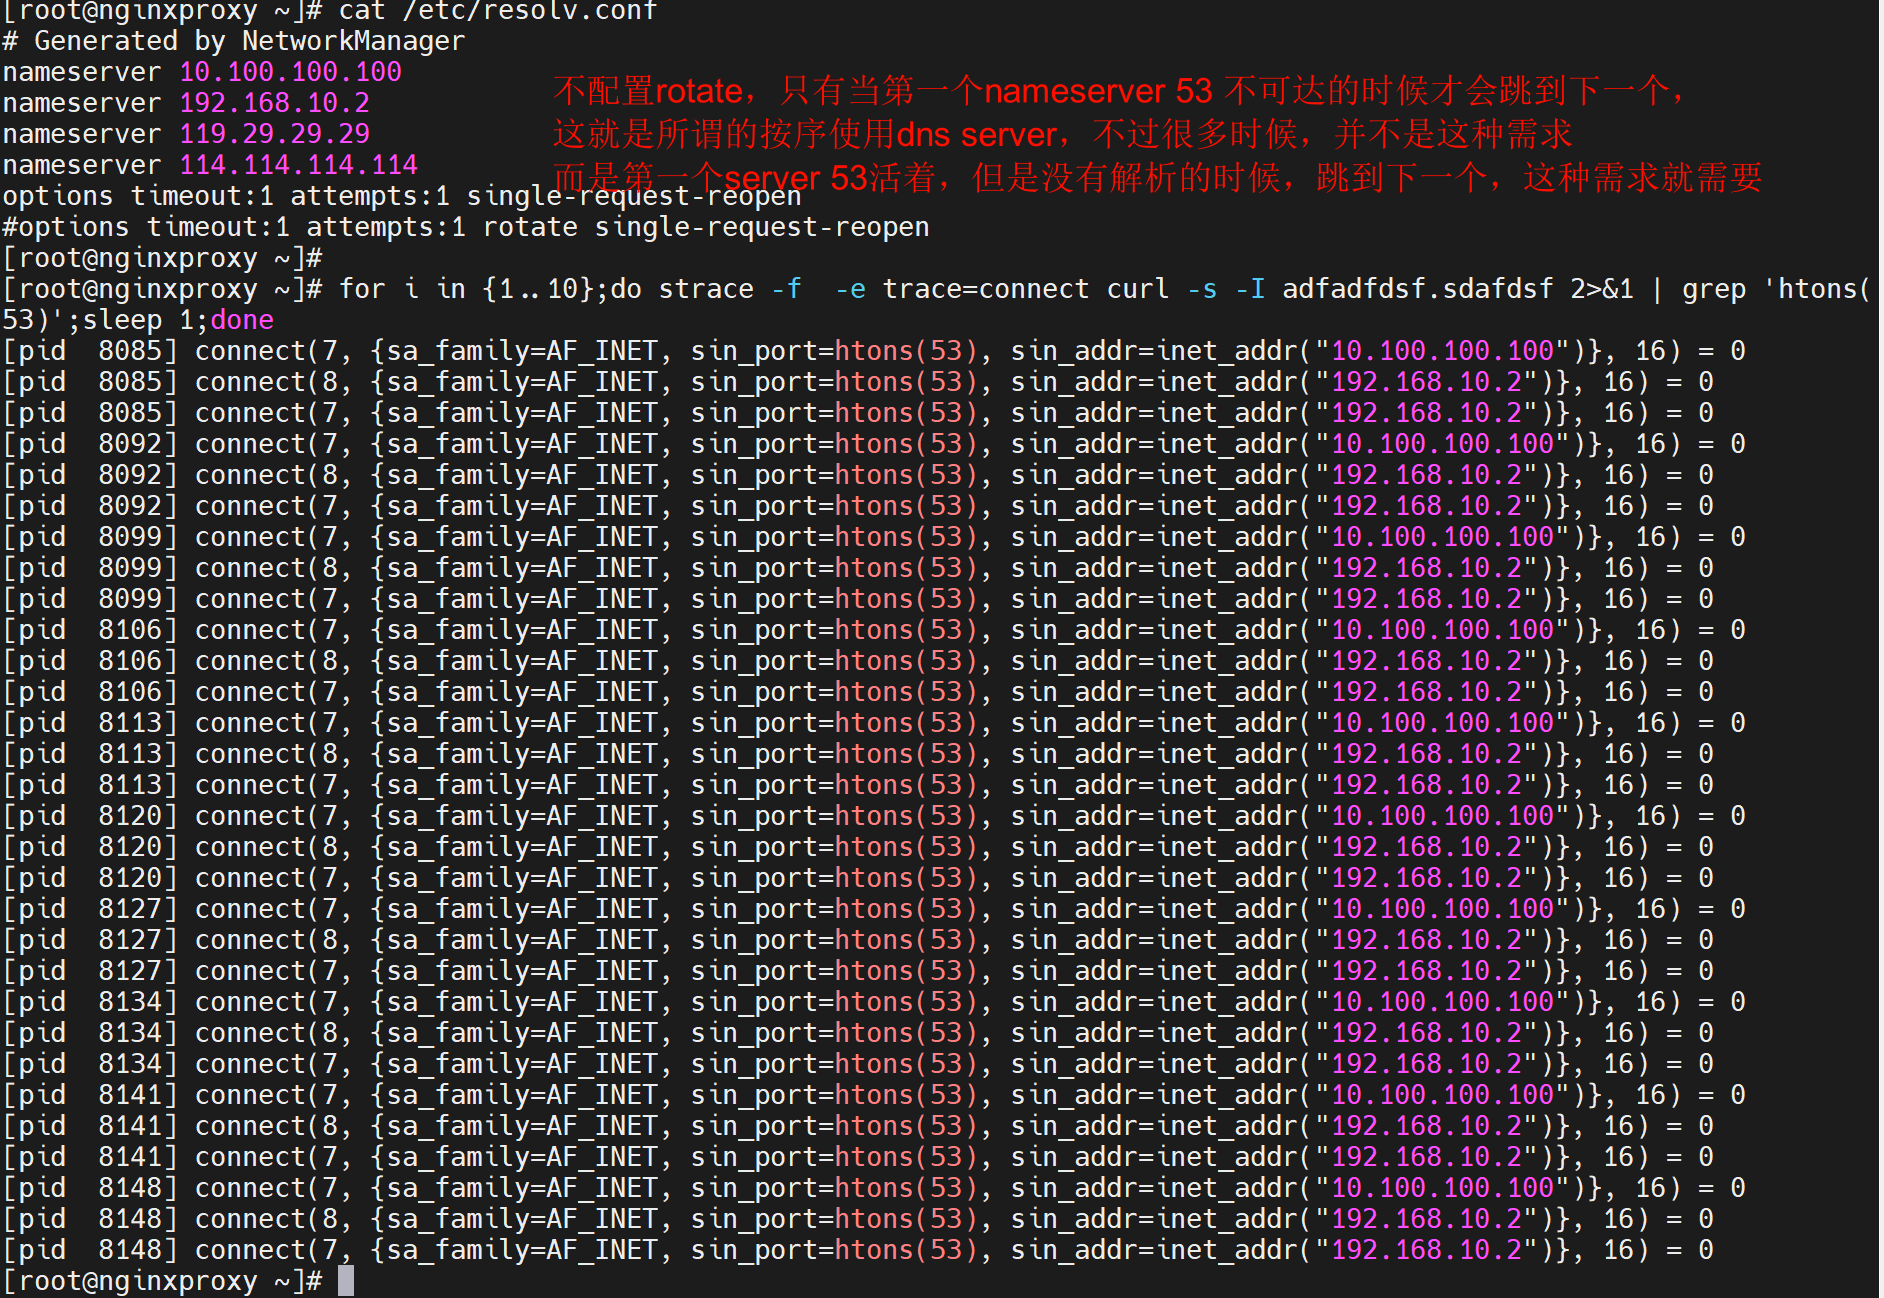 [root@nginxproxy ~]# cat /etc/resolv.conf
# Generated by NetworkManager
nameserver 10.100.100.100
nameserver 192.168.10.2
nameserver 119.29.29.29
nameserver 114.114.114.114
不配置rotate，只有当第一个nameserver 53 不可达的时候才会跳到下一个，
这就是所谓的按序使用dns server，不过很多时候，并不是这种需求
而是第一个server 53活着，但是没有解析的时候，跳到下一个，这种需求就需要
options timeout:1 attempts:1 single-request-reopen
#options timeout:1 attempts:1 rotate single-request-reopen
[root@nginxproxy ~]#
[root@nginxproxy ~]# for i in {1..10};do strace -f  -e trace=connect curl -s -I adfadfdsf.sdafdsf 2>&1 | grep 'htons(
53)';sleep 1;done
[pid  8085] connect(7, {sa_family=AF_INET, sin_port=htons(53), sin_addr=inet_addr("10.100.100.100")}, 16) = 0
[pid  8085] connect(8, {sa_family=AF_INET, sin_port=htons(53), sin_addr=inet_addr("192.168.10.2")}, 16) = 0
[pid  8085] connect(7, {sa_family=AF_INET, sin_port=htons(53), sin_addr=inet_addr("192.168.10.2")}, 16) = 0
[pid  8092] connect(7, {sa_family=AF_INET, sin_port=htons(53), sin_addr=inet_addr("10.100.100.100")}, 16) = 0
[pid  8092] connect(8, {sa_family=AF_INET, sin_port=htons(53), sin_addr=inet_addr("192.168.10.2")}, 16) = 0
[pid  8092] connect(7, {sa_family=AF_INET, sin_port=htons(53), sin_addr=inet_addr("192.168.10.2")}, 16) = 0
[pid  8099] connect(7, {sa_family=AF_INET, sin_port=htons(53), sin_addr=inet_addr("10.100.100.100")}, 16) = 0
[pid  8099] connect(8, {sa_family=AF_INET, sin_port=htons(53), sin_addr=inet_addr("192.168.10.2")}, 16) = 0
[pid  8099] connect(7, {sa_family=AF_INET, sin_port=htons(53), sin_addr=inet_addr("192.168.10.2")}, 16) = 0
[pid  8106] connect(7, {sa_family=AF_INET, sin_port=htons(53), sin_addr=inet_addr("10.100.100.100")}, 16) = 0
[pid  8106] connect(8, {sa_family=AF_INET, sin_port=htons(53), sin_addr=inet_addr("192.168.10.2")}, 16) = 0
[pid  8106] connect(7, {sa_family=AF_INET, sin_port=htons(53), sin_addr=inet_addr("192.168.10.2")}, 16) = 0
[pid  8113] connect(7, {sa_family=AF_INET, sin_port=htons(53), sin_addr=inet_addr("10.100.100.100")}, 16) = 0
[pid  8113] connect(8, {sa_family=AF_INET, sin_port=htons(53), sin_addr=inet_addr("192.168.10.2")}, 16) = 0
[pid  8113] connect(7, {sa_family=AF_INET, sin_port=htons(53), sin_addr=inet_addr("192.168.10.2")}, 16) = 0
[pid  8120] connect(7, {sa_family=AF_INET, sin_port=htons(53), sin_addr=inet_addr("10.100.100.100")}, 16) = 0
[pid  8120] connect(8, {sa_family=AF_INET, sin_port=htons(53), sin_addr=inet_addr("192.168.10.2")}, 16) = 0
[pid  8120] connect(7, {sa_family=AF_INET, sin_port=htons(53), sin_addr=inet_addr("192.168.10.2")}, 16) = 0
[pid  8127] connect(7, {sa_family=AF_INET, sin_port=htons(53), sin_addr=inet_addr("10.100.100.100")}, 16) = 0
[pid  8127] connect(8, {sa_family=AF_INET, sin_port=htons(53), sin_addr=inet_addr("192.168.10.2")}, 16) = 0
[pid  8127] connect(7, {sa_family=AF_INET, sin_port=htons(53), sin_addr=inet_addr("192.168.10.2")}, 16) = 0
[pid  8134] connect(7, {sa_family=AF_INET, sin_port=htons(53), sin_addr=inet_addr("10.100.100.100")}, 16) = 0
[pid  8134] connect(8, {sa_family=AF_INET, sin_port=htons(53), sin_addr=inet_addr("192.168.10.2")}, 16) = 0
[pid  8134] connect(7, {sa_family=AF_INET, sin_port=htons(53), sin_addr=inet_addr("192.168.10.2")}, 16) = 0
[pid  8141] connect(7, {sa_family=AF_INET, sin_port=htons(53), sin_addr=inet_addr("10.100.100.100")}, 16) = 0
[pid  8141] connect(8, {sa_family=AF_INET, sin_port=htons(53), sin_addr=inet_addr("192.168.10.2")}, 16) = 0
[pid  8141] connect(7, {sa_family=AF_INET, sin_port=htons(53), sin_addr=inet_addr("192.168.10.2")}, 16) = 0
[pid  8148] connect(7, {sa_family=AF_INET, sin_port=htons(53), sin_addr=inet_addr("10.100.100.100")}, 16) = 0
[pid  8148] connect(8, {sa_family=AF_INET, sin_port=htons(53), sin_addr=inet_addr("192.168.10.2")}, 16) = 0
[pid  8148] connect(7, {sa_family=AF_INET, sin_port=htons(53), sin_addr=inet_addr("192.168.10.2")}, 16) = 0
[root@nginxproxy ~]#